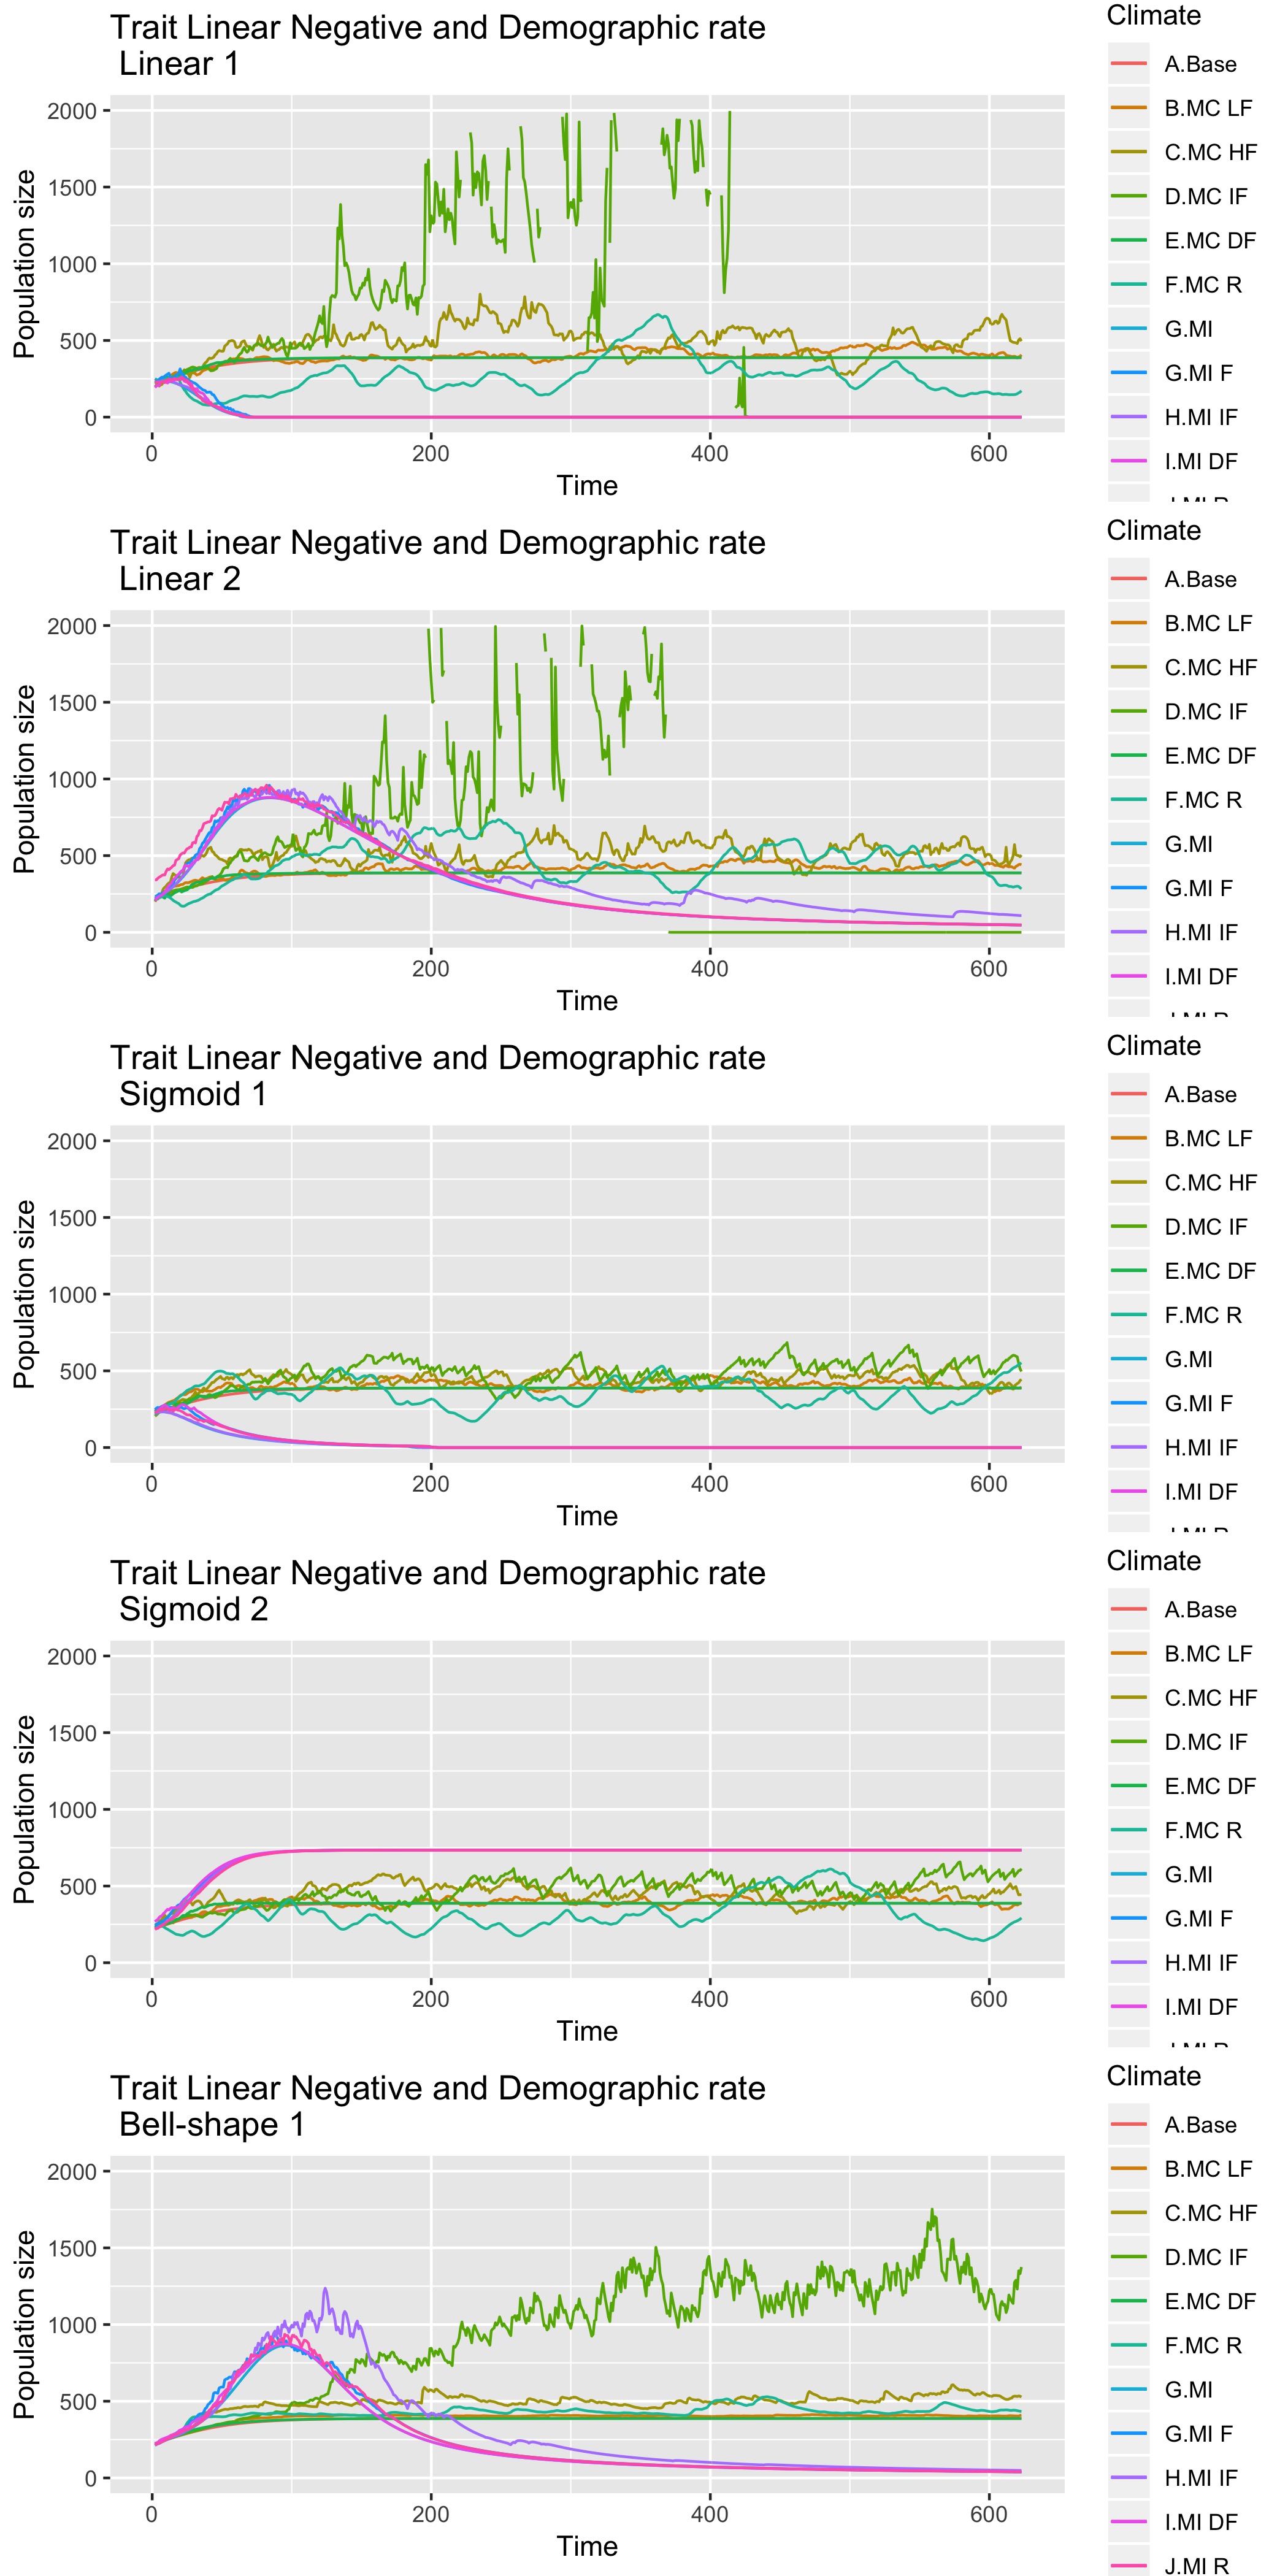 Trait Linear Negative and Demographic rate
Linear 1
Population size
2000
1500
1000
500
0
0 200 400 600
Time
Climate
A.Base
B.MC LF
C.MC HF
D.MC IF
E.MC DF
F.MC R
G.MI
G.MI F
H.MI IF
I.MI DF
Trait Linear Negative and Demographic rate
Linear 2
Population size
2000
1500
1000
500
0
0 200 400 600
Time
Climate
A.Base
B.MC LF
C.MC HF
D.MC IF
E.MC DF
F.MC R
G.MI
G.MI F
H.MI IF
I.MI DF
Trait Linear Negative and Demographic rate
Sigmoid 1
Population size
2000
1500
1000
500
0
0 200 400 600
Time
Climate
A.Base
B.MC LF
C.MC HF
D.MC IF
E.MC DF
F.MC R
G.MI
G.MI F
H.MI IF
I.MI DF
Trait Linear Negative and Demographic rate
Sigmoid 2
Population size
2000
1500
1000
500
0
0 200 400 600
Time
Climate
A.Base
B.MC LF
C.MC HF
D.MC IF
E.MC DF
F.MC R
G.MI
G.MI F
H.MI IF
I.MI DF
Trait Linear Negative and Demographic rate
Bell-shape 1
Population size
2000
1500
1000
500
0
0 200 400 600
Time
Climate
A.Base
B.MC LF
C.MC HF
D.MC IF
E.MC DF
F.MC R
G.MI
G.MI F
H.MI IF
I.MI DF
J.MI R